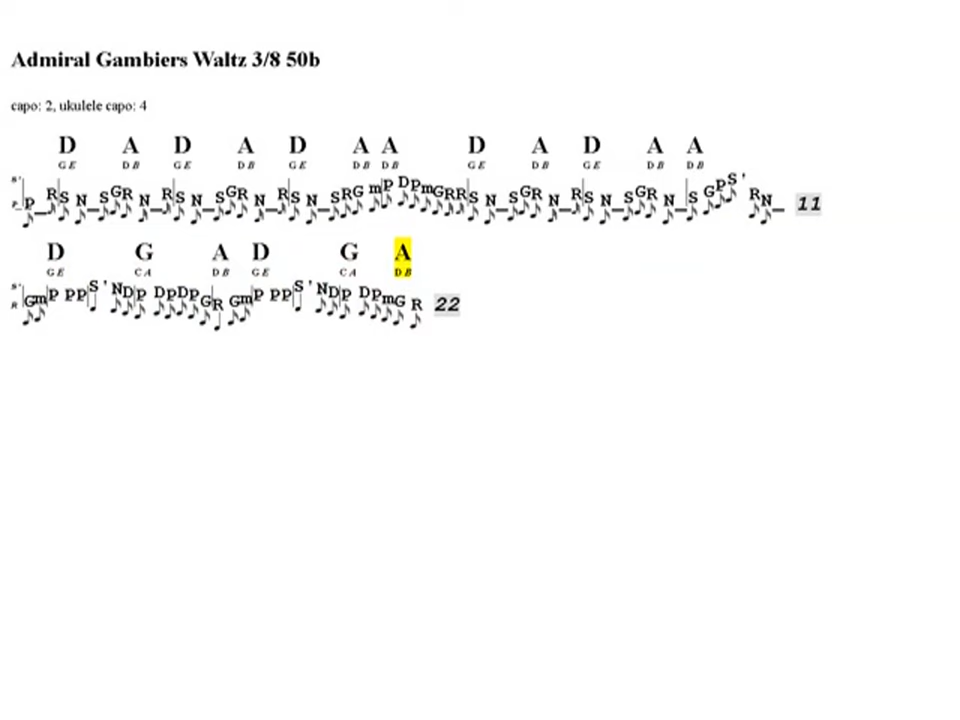 Admiral Gambiers Waltz 3/8 50b
capo: 2, ukulele capo: 4
D A D A D A A D A D A A
G E D B G E D B G E D B D B G E D B G E D B D B
P R S N S G R N R S N S G R N R S N S R G m P D P m G R R S N S G R N R S N S G R N S G P S ' R N 11
D G A D G A
G E C A D B G E C A D B
G m P P P S ' N D P D P D P G R G m P P P S ' N D P D P m G R 22